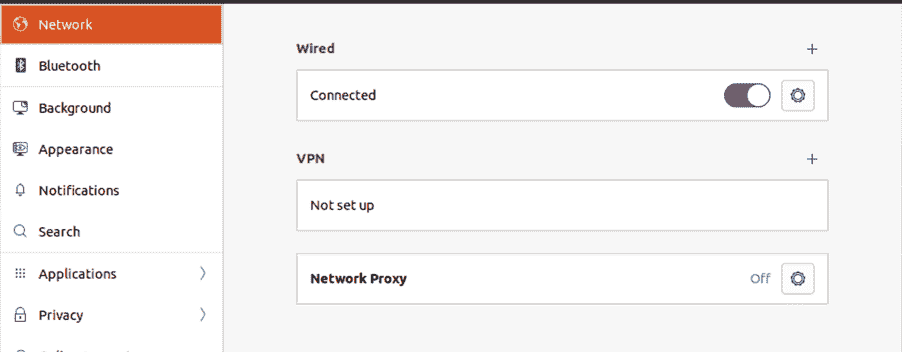 Network
Bluetooth
Background
Appearance
Notifications
Search
Applications
Privacy
Wired
Connected
VPN
Not set up
Network Proxy
Off